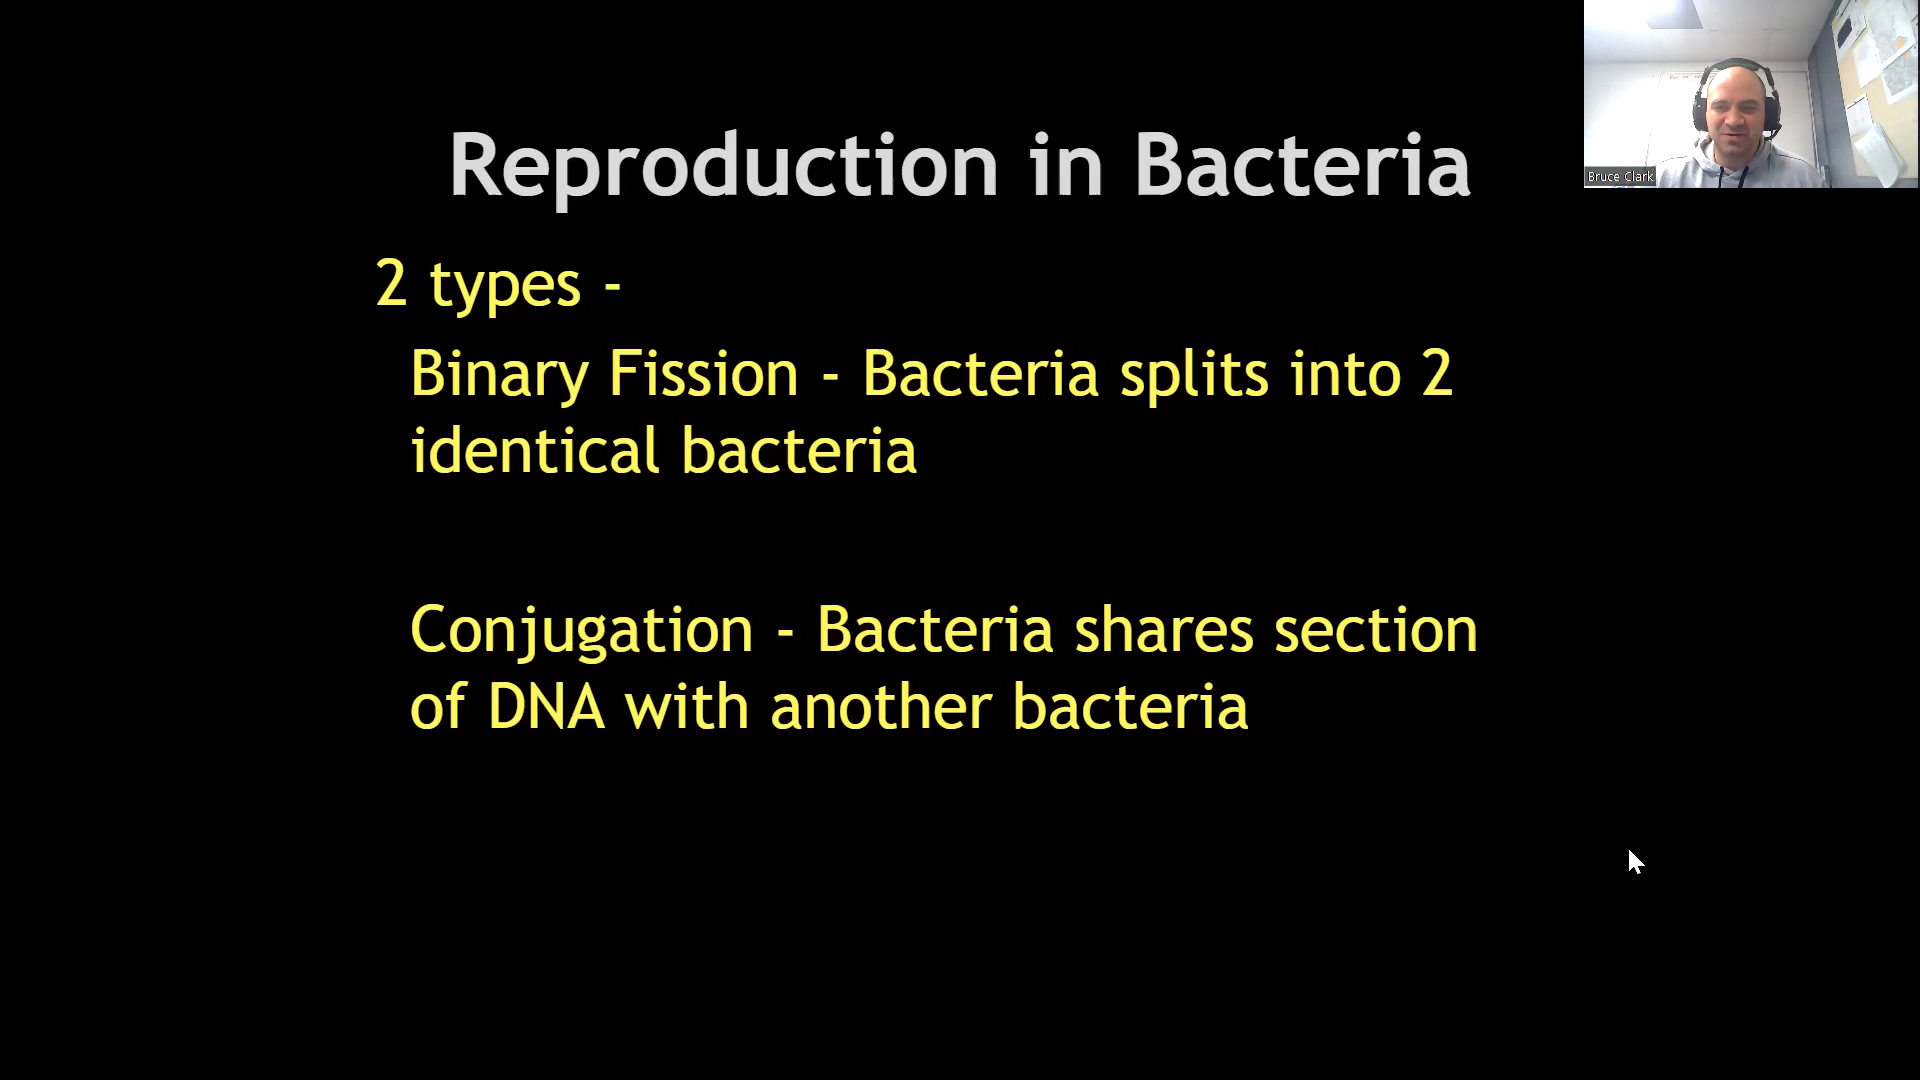 Reproduction in Bacteria
2 types -
Binary Fission - Bacteria splits into 2
identical bacteria
Conjugation - Bacteria shares section
of DNA with another bacteria
Bruce Clark